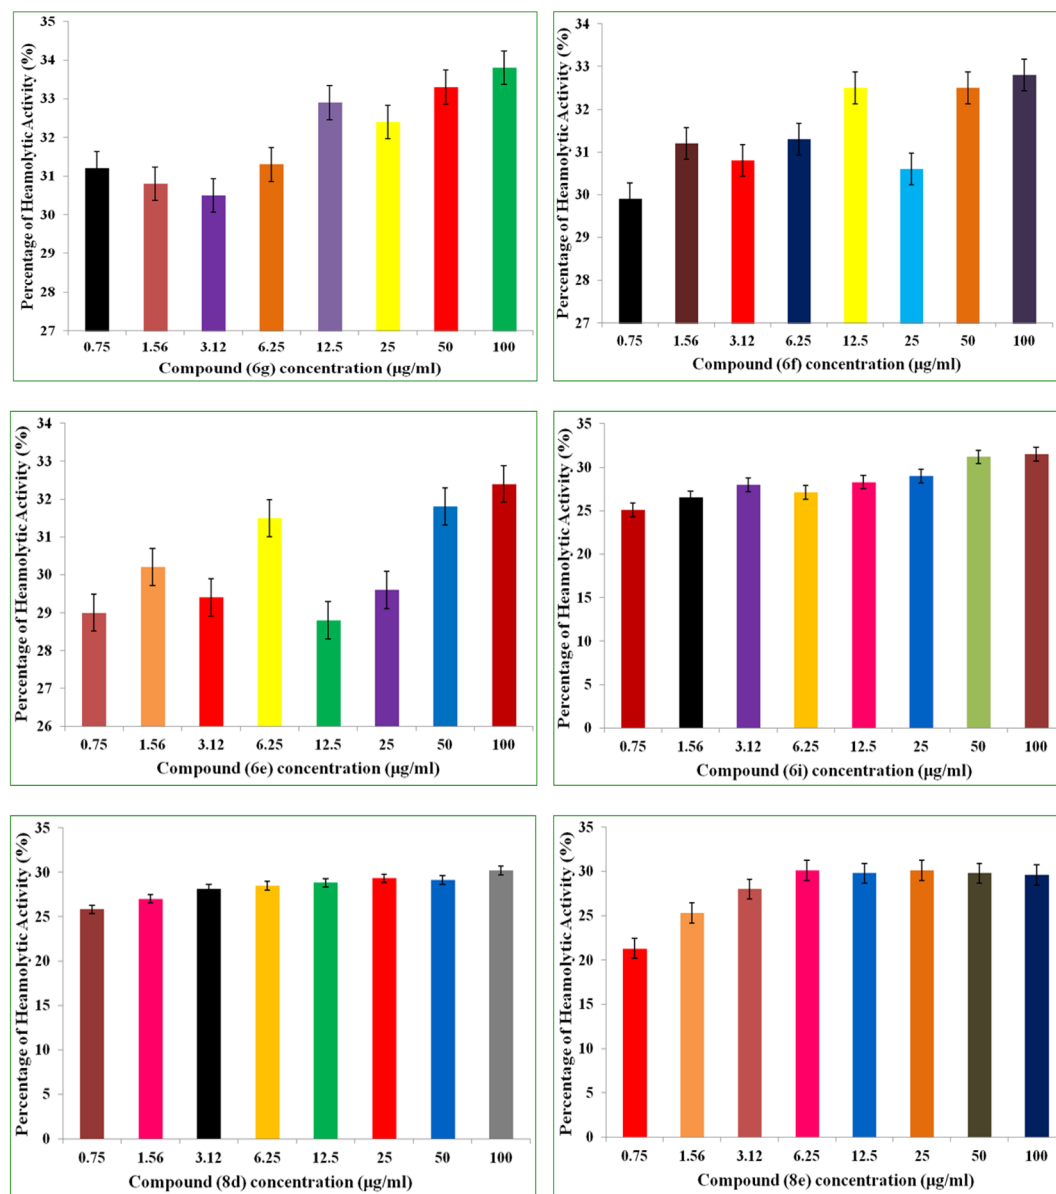 Percentage of Heamolytic Activity (%)
35
34
33
32
31
30
29
28
27
0.75 1.56 3.12 6.25 12.5 25 50 100
Compound (6g) concentration (µg/ml)
Percentage of Heamolytic Activity (%)
34
33
32
31
30
29
28
27
0.75 1.56 3.12 6.25 12.5 25 50 100
Compound (6f) concentration (µg/ml)
Percentage of Heamolytic Activity (%)
34
33
32
31
30
29
28
27
26
0.75 1.56 3.12 6.25 12.5 25 50 100
Compound (6e) concentration (µg/ml)
Percentage of Heamolytic Activity (%)
35
30
25
20
15
10
5
0
0.75 1.56 3.12 6.25 12.5 25 50 100
Compound (6i) concentration (µg/ml)
Percentage of Heamolytic Activity (%)
35
30
25
20
15
10
5
0
0.75 1.56 3.12 6.25 12.5 25 50 100
Compound (8d) concentration (µg/ml)
Percentage of Heamolytic Activity (%)
35
30
25
20
15
10
5
0
0.75 1.56 3.12 6.25 12.5 25 50 100
Compound (8e) concentration (µg/ml)